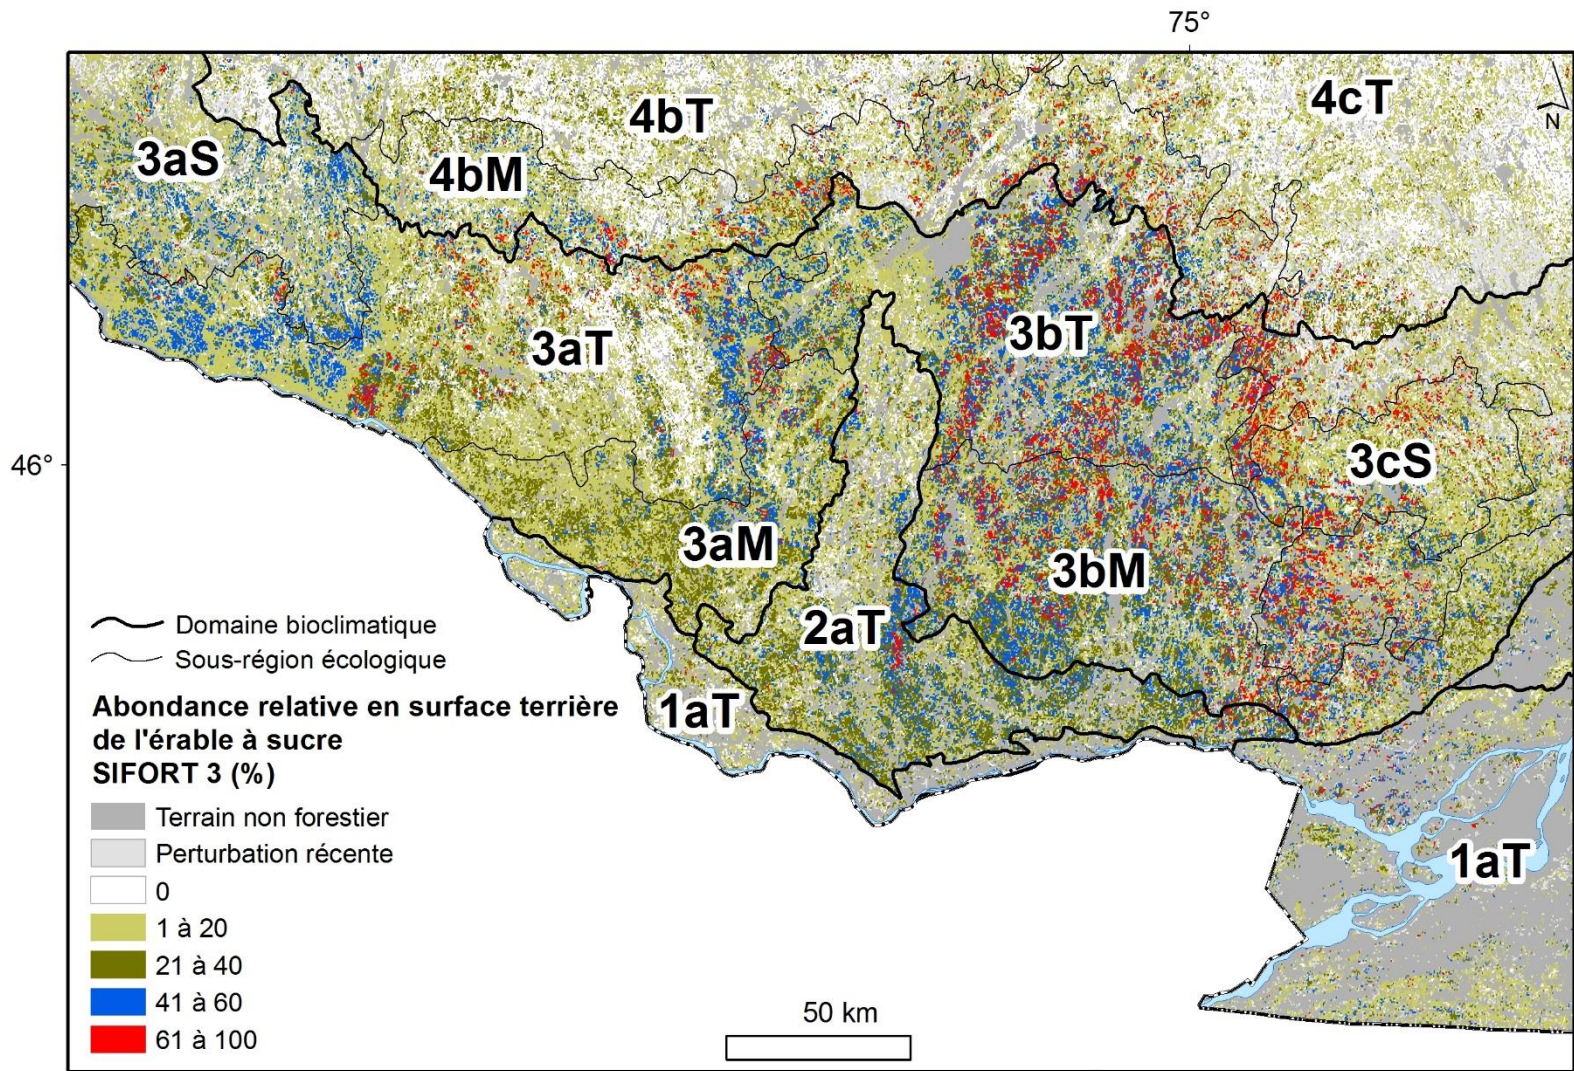 75°
N
46°
4cT
4bT
3aS
4bM
3bT
3aT
3cS
3aM
3bM
2aT
1aT
1aT
Domaine bioclimatique
Sous-région écologique
Abondance relative en surface terrière
de l'érable à sucre
SIFORT 3 (%)
Terrain non forestier
Perturbation récente
0
1 à 20
21 à 40
41 à 60
61 à 100
50 km